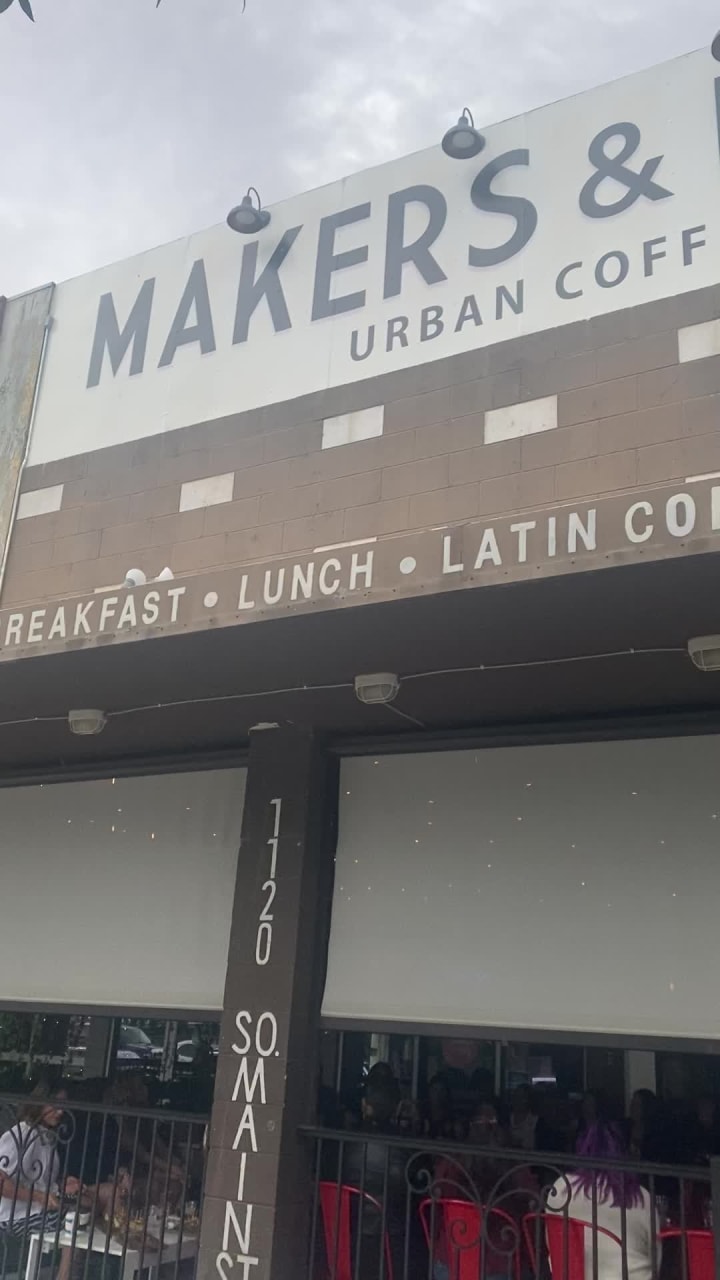 MAKERS &
URBAN COFF
REAKFAST • LUNCH • LATIN CO
1120
SO. MAIN ST